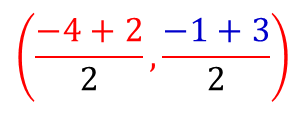 (−4 + 2 / 2, −1 + 3 / 2)